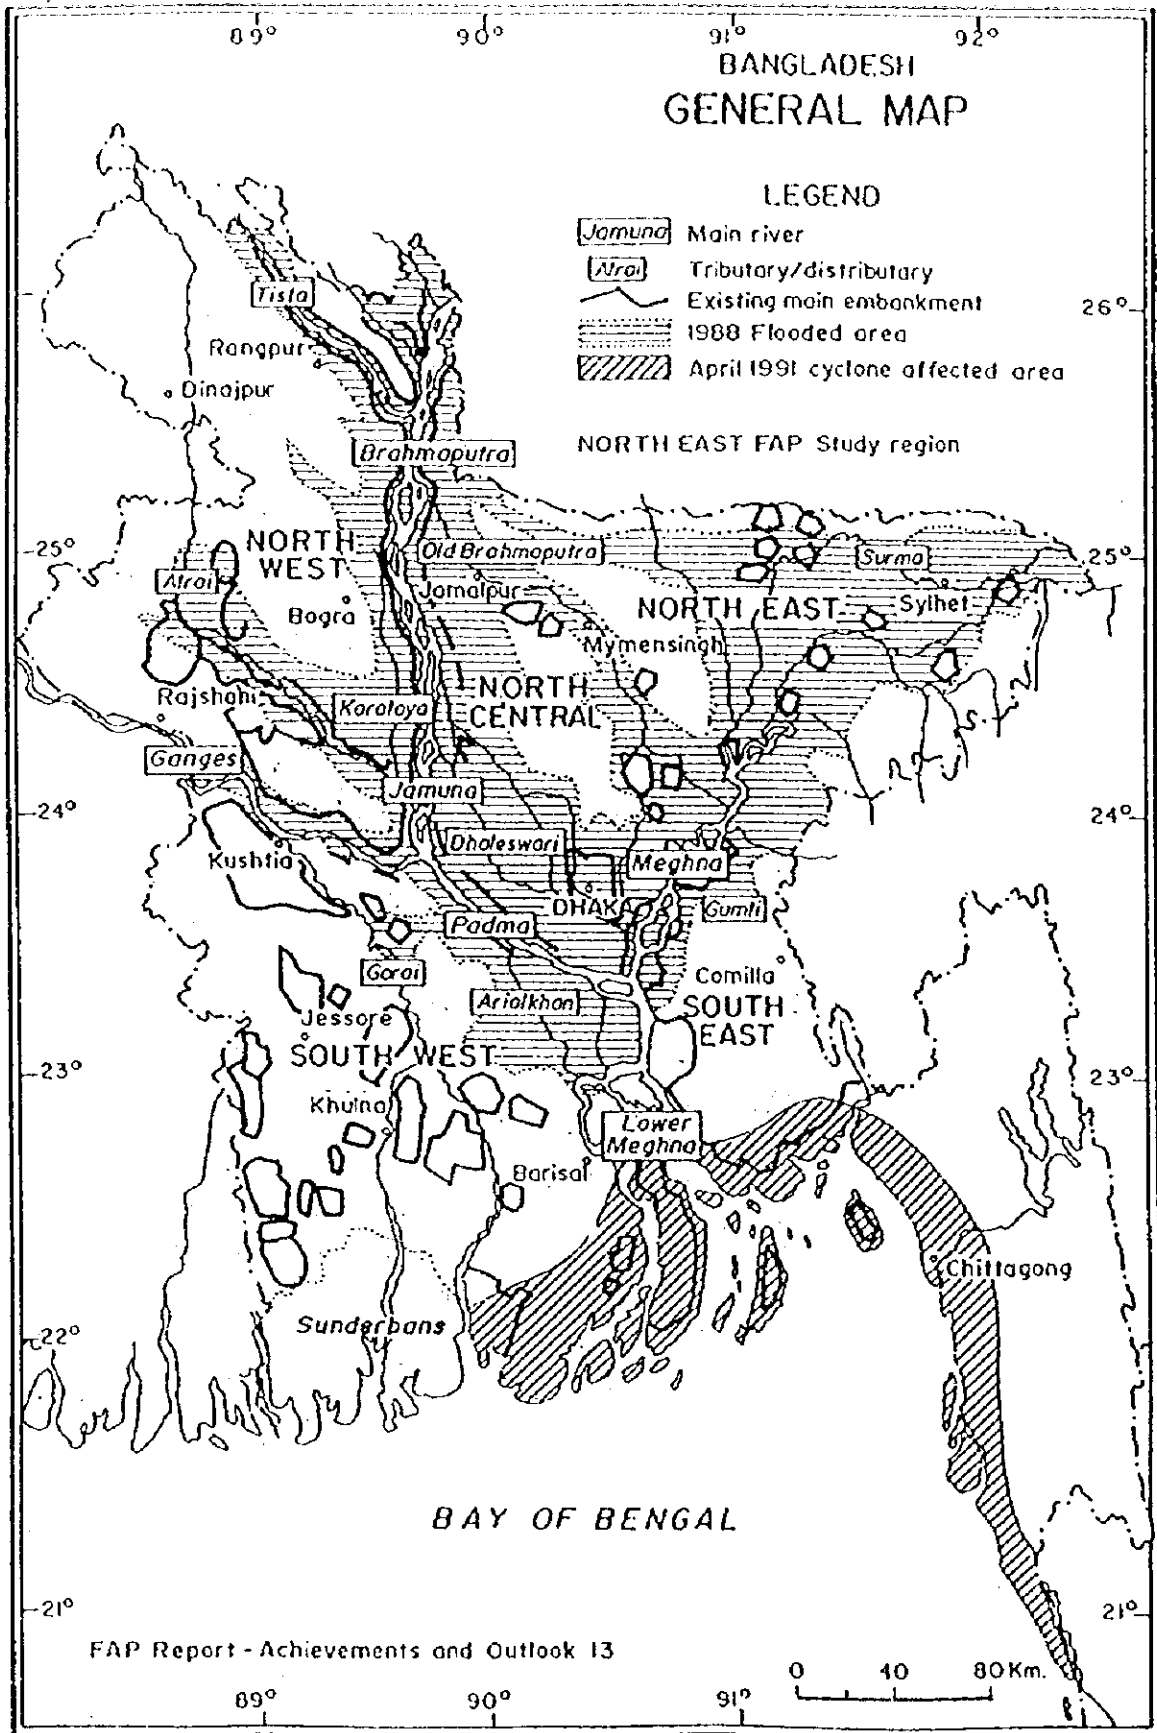 89° 90° 91° 92°
BANGLADESH
GENERAL MAP
LEGEND
Jamuna Main river
Atrai Tributary/distributary
Existing main embankment
1988 Flooded area
April 1991 cyclone affected area
NORTH EAST FAP Study region
26°
Tista
Rangpur
Dinajpur
Brahmaputra
25°
25°
NORTH
WEST
Old Brahmaputra
Surma
Atrai
Jamalpur
Bogra
NORTH EAST
Sylhet
Mymensingh
Rajshahi
NORTH
CENTRAL
Karatoya
Ganges
Jamuna
24°
24°
Kushtia
Dholeswari
Meghna
DHAKA
Gumti
Padma
Gorai
Comilla
Arialkhan
SOUTH
EAST
Jessore
SOUTH WEST
23°
23°
Khulna
Lower
Meghna
Barisal
Chittagong
Sunderbans
22°
BAY OF BENGAL
21°
21°
FAP Report - Achievements and Outlook 13
0 40 80 Km.
89° 90° 91°